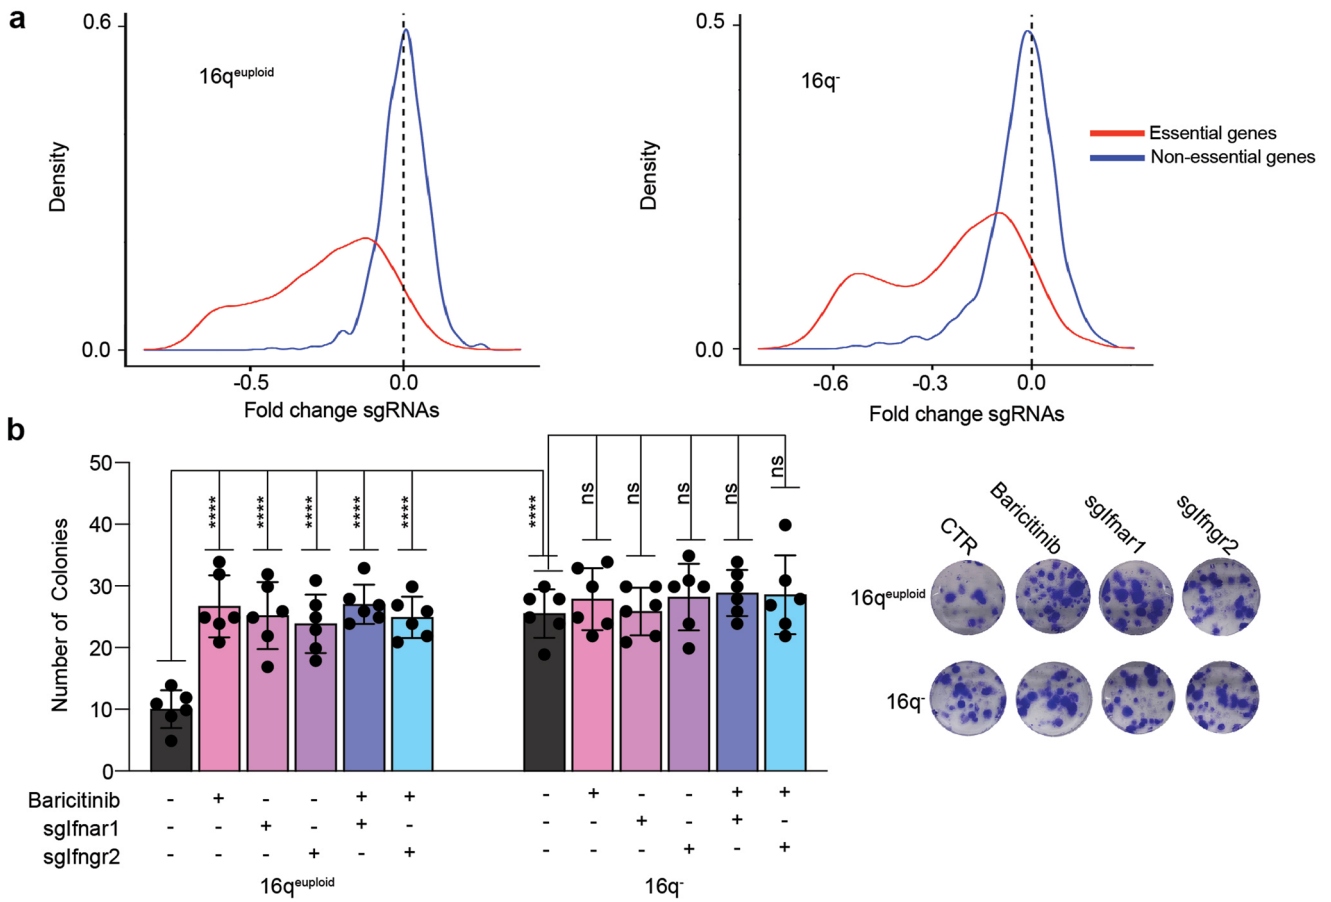 a
0.6
0.0
-0.5
0.0
Density
Fold change sgRNAs
16q^euploid
0.5
0.0
-0.6
-0.3
0.0
Density
Fold change sgRNAs
16q^-
Essential genes
Non-essential genes
b
Number of Colonies
50
40
30
20
10
0
**** **** **** **** **** ****
ns ns ns ns ns
Baricitinib - + - - + + - + - - + +
sgIfnar1 - - + - + - - - + - + -
sgIfngr2 - - - + - + - - - + - +
16q^euploid 16q^-
CTR Baricitinib sgIfnar1 sgIfngr2
16q^euploid
16q^-